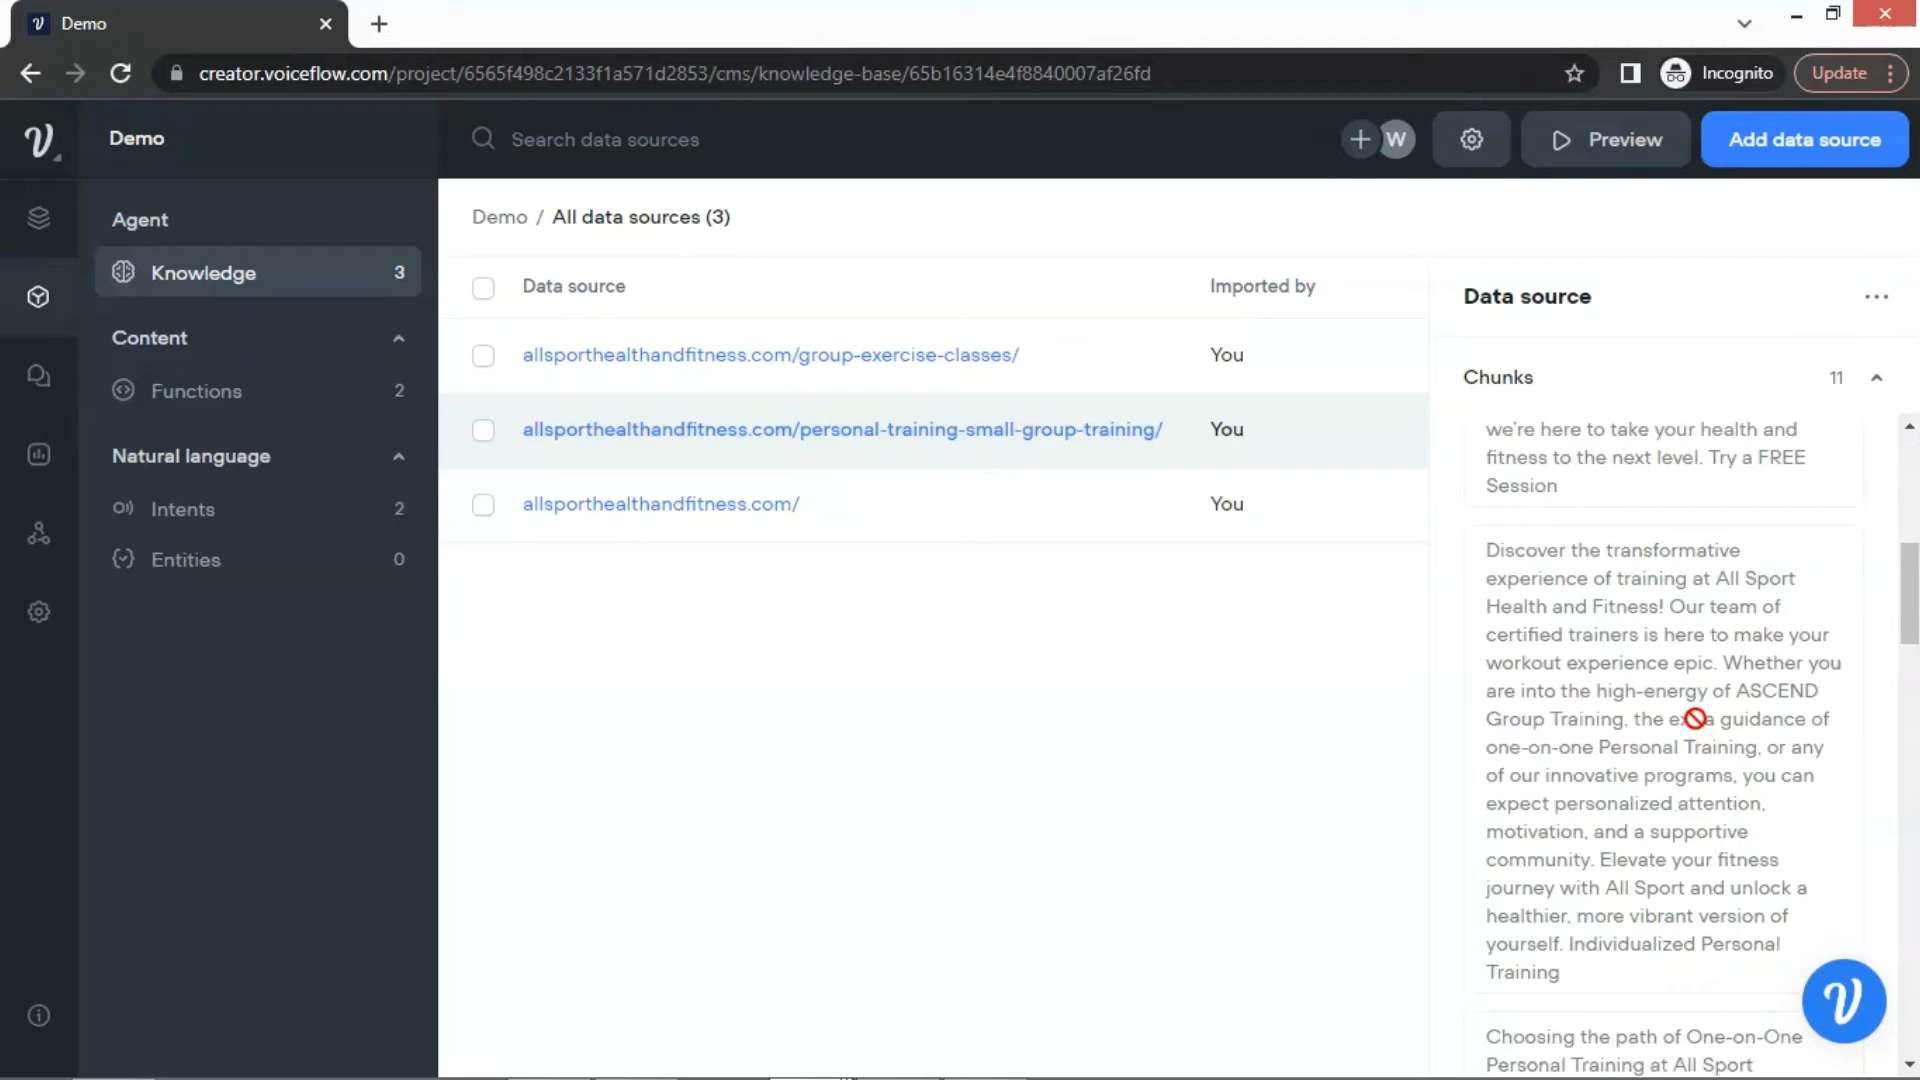 Demo
creator.voiceflow.com/project/6565f498c2133f1a571d2853/cms/knowledge-base/65b16314e4f8840007af26fd
Incognito
Update
Demo
Search data sources
W
Preview
Add data source
Agent
Knowledge 3
Content
Functions 2
Natural language
Intents 2
Entities 0
Demo / All data sources (3)
Data source Imported by
allsporthealthandfitness.com/group-exercise-classes/ You
allsporthealthandfitness.com/personal-training-small-group-training/ You
allsporthealthandfitness.com/ You
Data source
Chunks 11
we're here to take your health and
fitness to the next level. Try a FREE
Session
Discover the transformative
experience of training at All Sport
Health and Fitness! Our team of
certified trainers is here to make your
workout experience epic. Whether you
are into the high-energy of ASCEND
Group Training, the extra guidance of
one-on-one Personal Training, or any
of our innovative programs, you can
expect personalized attention,
motivation, and a supportive
community. Elevate your fitness
journey with All Sport and unlock a
healthier, more vibrant version of
yourself. Individualized Personal
Training
Choosing the path of One-on-One
Personal Training at All Sport